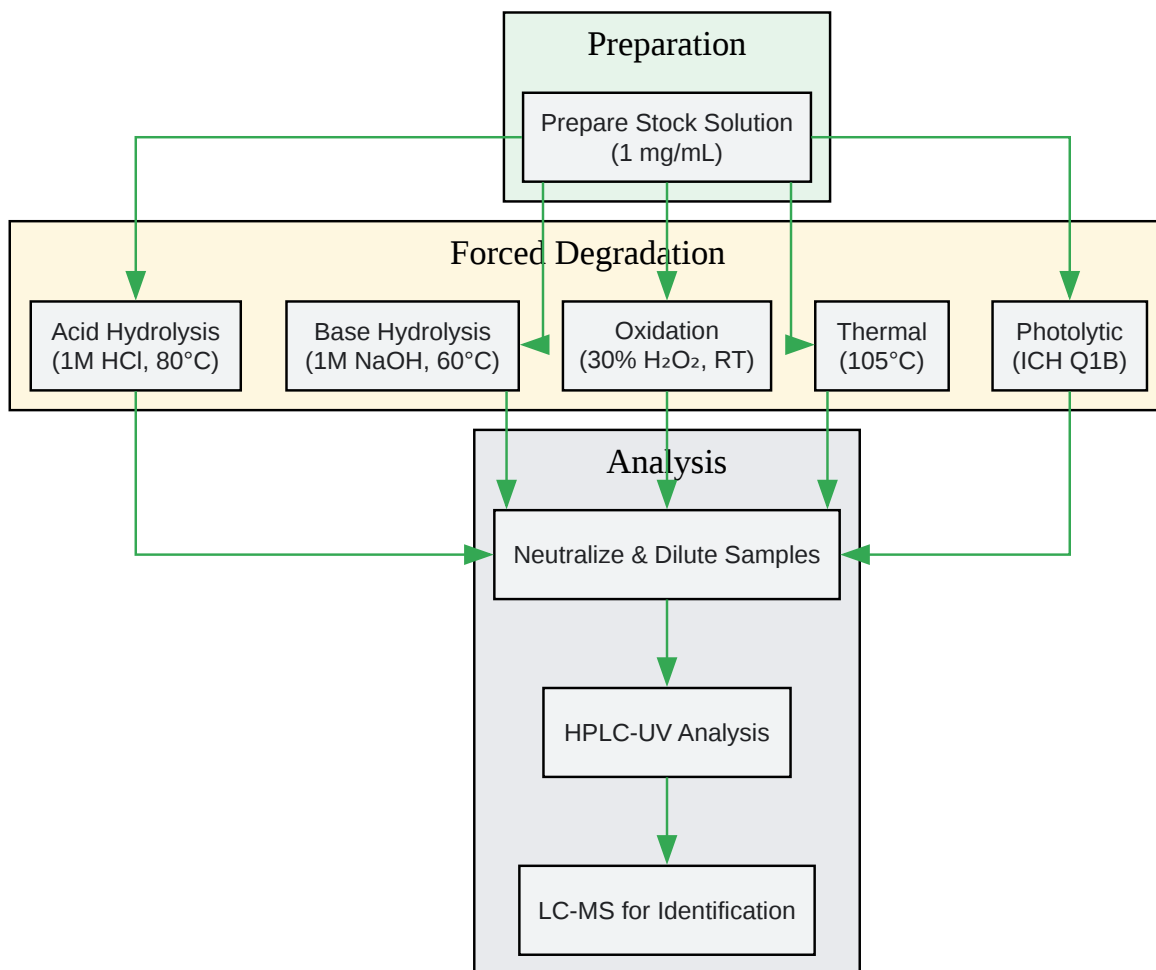 Preparation
Prepare Stock Solution
(1 mg/mL)
Forced Degradation
Acid Hydrolysis
(1M HCl, 80°C)
Base Hydrolysis
(1M NaOH, 60°C)
Oxidation
(30% H₂O₂, RT)
Thermal
(105°C)
Photolytic
(ICH Q1B)
Analysis
Neutralize & Dilute Samples
HPLC-UV Analysis
LC-MS for Identification